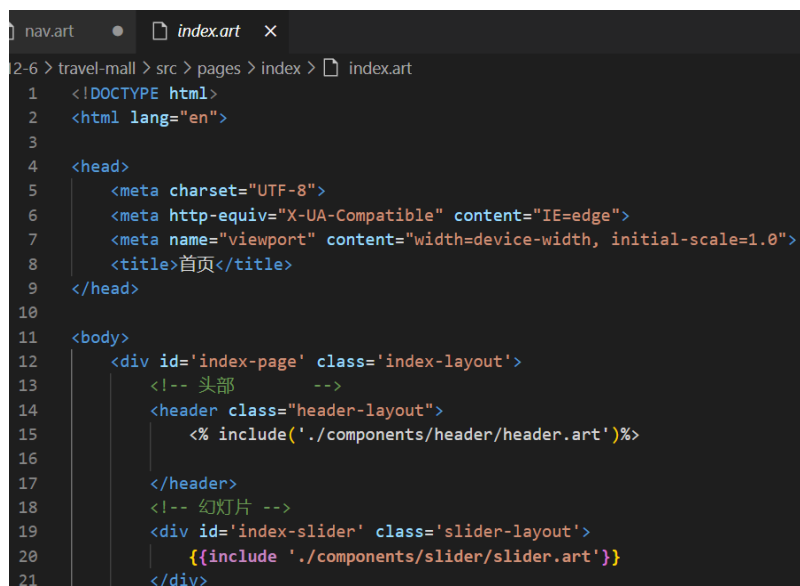 nav.art ● index.art ×
12-6 > travel-mall > src > pages > index > index.art
1 <!DOCTYPE html>
2 <html lang="en">
3
4 <head>
5 <meta charset="UTF-8">
6 <meta http-equiv="X-UA-Compatible" content="IE=edge">
7 <meta name="viewport" content="width=device-width, initial-scale=1.0">
8 <title>首页</title>
9 </head>
10
11 <body>
12 <div id='index-page' class='index-layout'>
13 <!-- 头部 -->
14 <header class="header-layout">
15 <% include('./components/header/header.art')%>
16
17 </header>
18 <!-- 幻灯片 -->
19 <div id='index-slider' class='slider-layout'>
20 {{include './components/slider/slider.art'}}
21 </div>